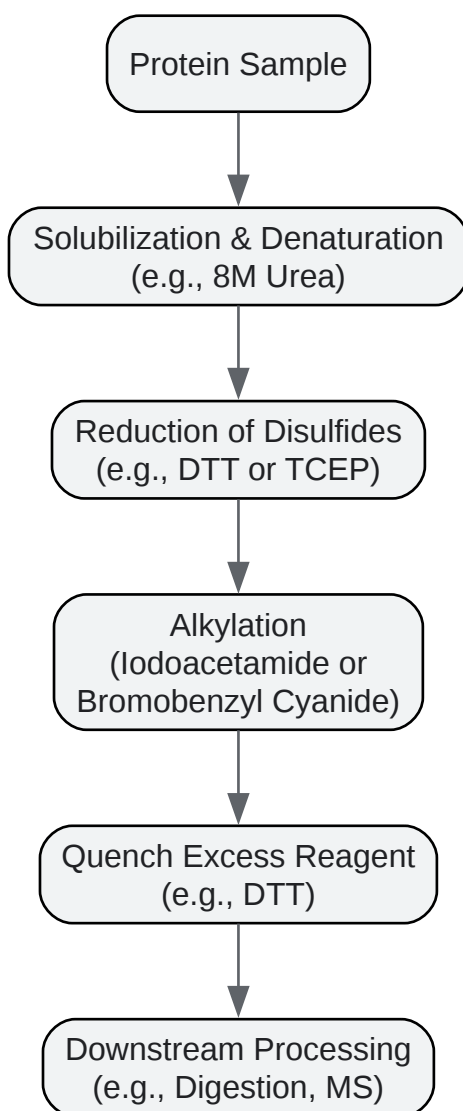 Protein Sample
Solubilization & Denaturation
(e.g., 8M Urea)
Reduction of Disulfides
(e.g., DTT or TCEP)
Alkylation
(Iodoacetamide or
Bromobenzyl Cyanide)
Quench Excess Reagent
(e.g., DTT)
Downstream Processing
(e.g., Digestion, MS)